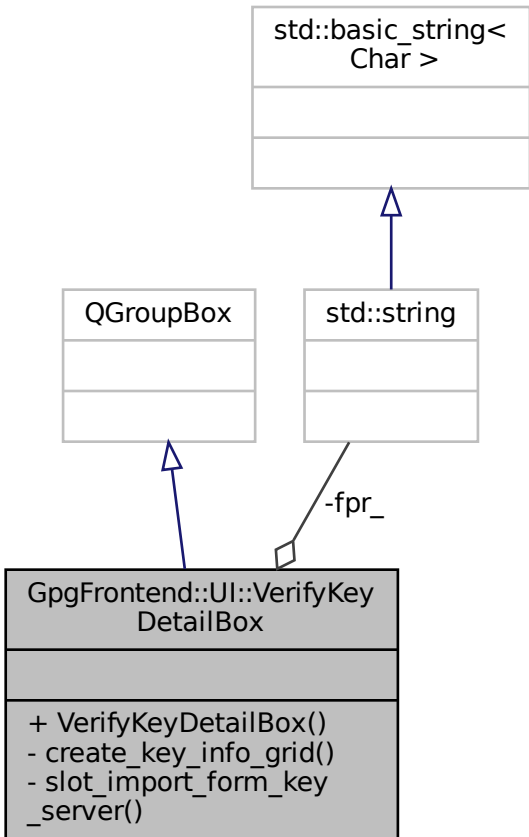 std::basic_string<
Char >
QGroupBox
std::string
-fpr_
GpgFrontend::UI::VerifyKey
DetailBox
+ VerifyKeyDetailBox()
- create_key_info_grid()
- slot_import_form_key
_server()